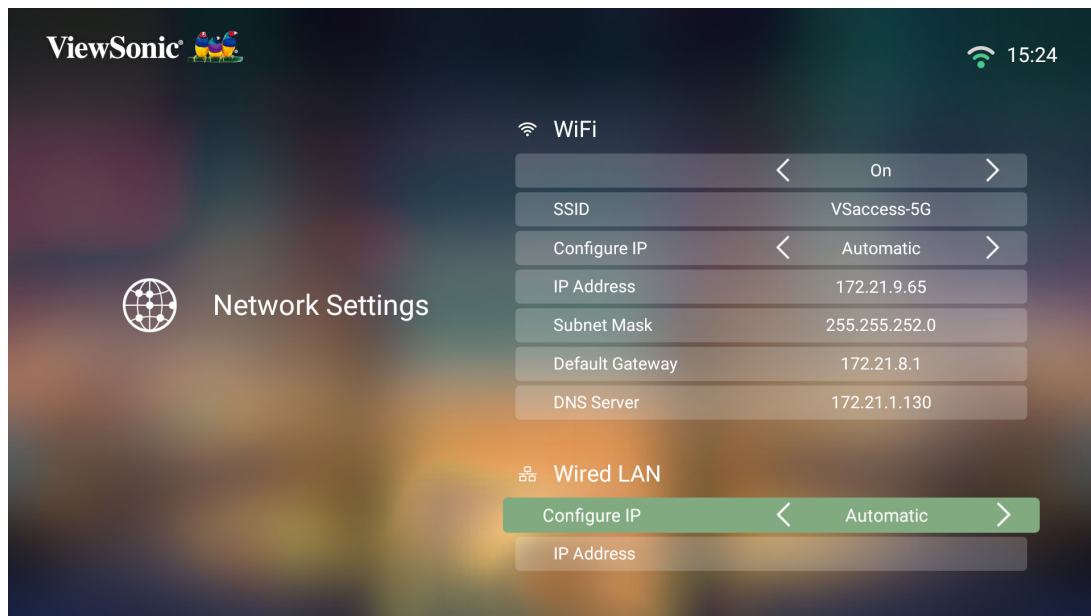 ViewSonic®
15:24
WiFi
On
SSID VSaccess-5G
Configure IP Automatic
IP Address 172.21.9.65
Network Settings
Subnet Mask 255.255.252.0
Default Gateway 172.21.8.1
DNS Server 172.21.1.130
Wired LAN
Configure IP Automatic
IP Address